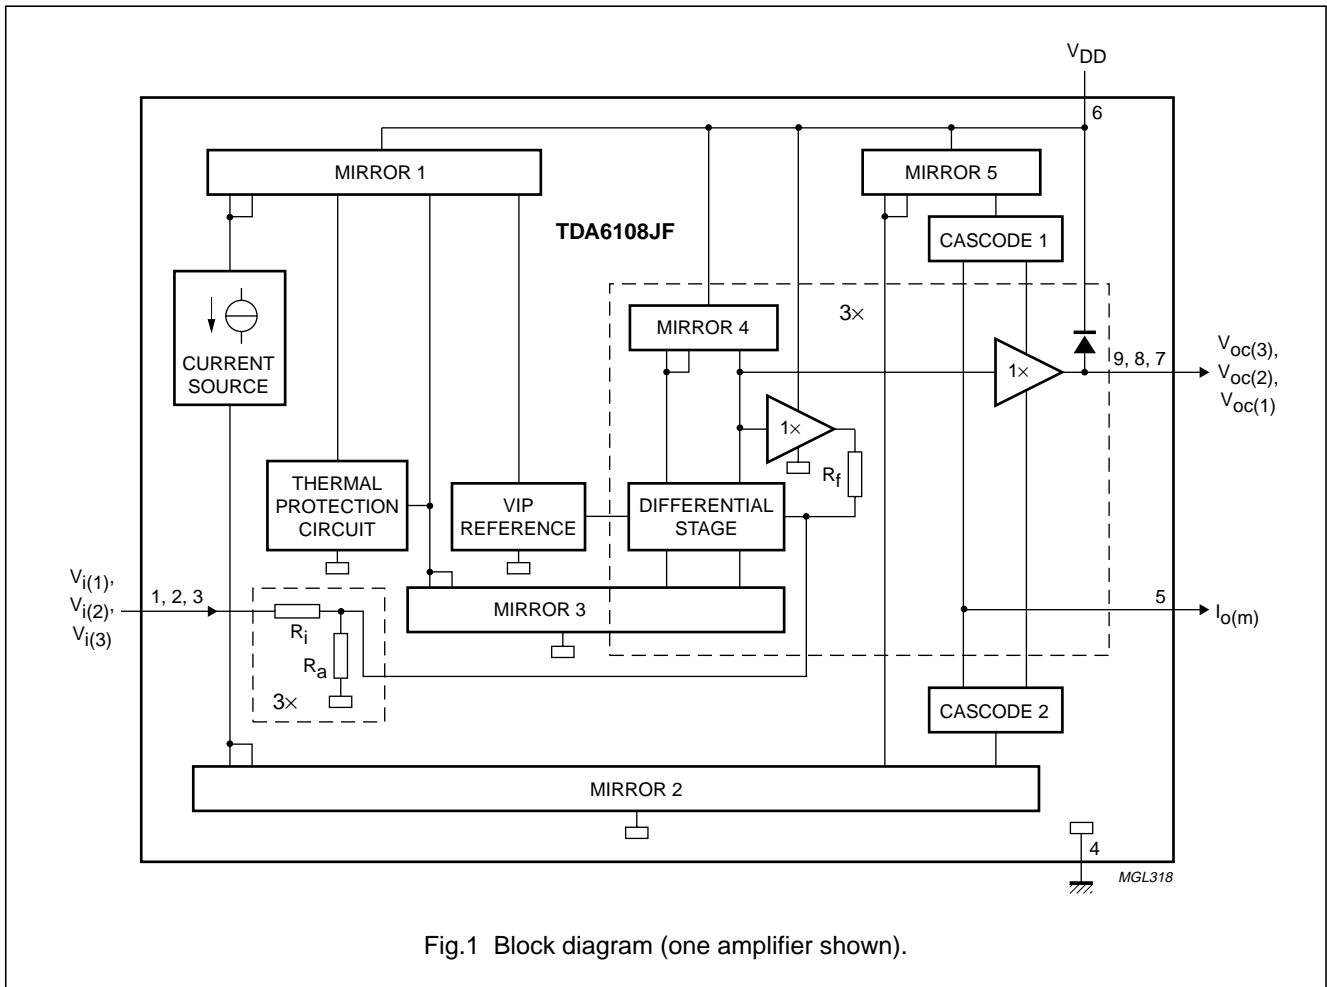 VDD
6
MIRROR 1
MIRROR 5
TDA6108JF
CASCODE 1
3×
MIRROR 4
CURRENT
SOURCE
1×
9, 8, 7
Voc(3),
Voc(2),
Voc(1)
1×
Rf
THERMAL
PROTECTION
CIRCUIT
VIP
REFERENCE
DIFFERENTIAL
STAGE
Vi(1),
Vi(2),
Vi(3)
1, 2, 3
Ri
Ra
3×
MIRROR 3
5
Io(m)
CASCODE 2
MIRROR 2
4
MGL318
Fig.1 Block diagram (one amplifier shown).